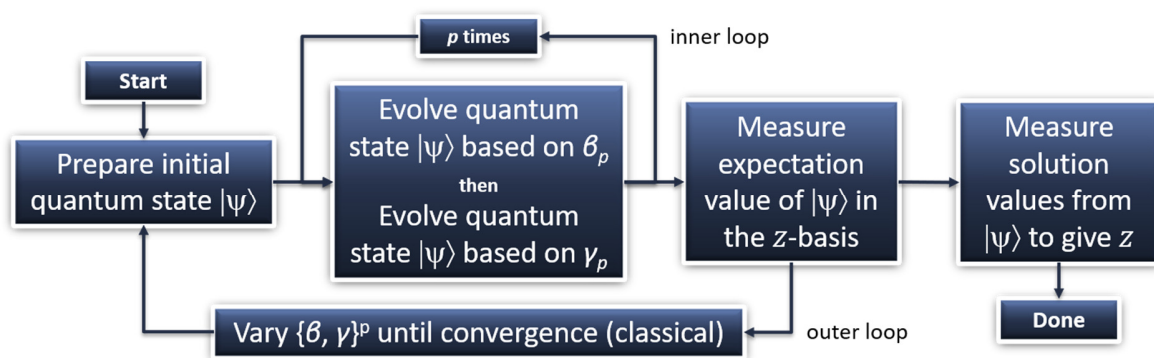 p times
inner loop
Start
Prepare initial
quantum state |ψ⟩
Evolve quantum
state |ψ⟩ based on βₚ
then
Evolve quantum
state |ψ⟩ based on γₚ
Measure
expectation
value of |ψ⟩ in
the z-basis
Measure
solution
values from
|ψ⟩ to give z
Vary {β, γ}ᵖ until convergence (classical)
outer loop
Done